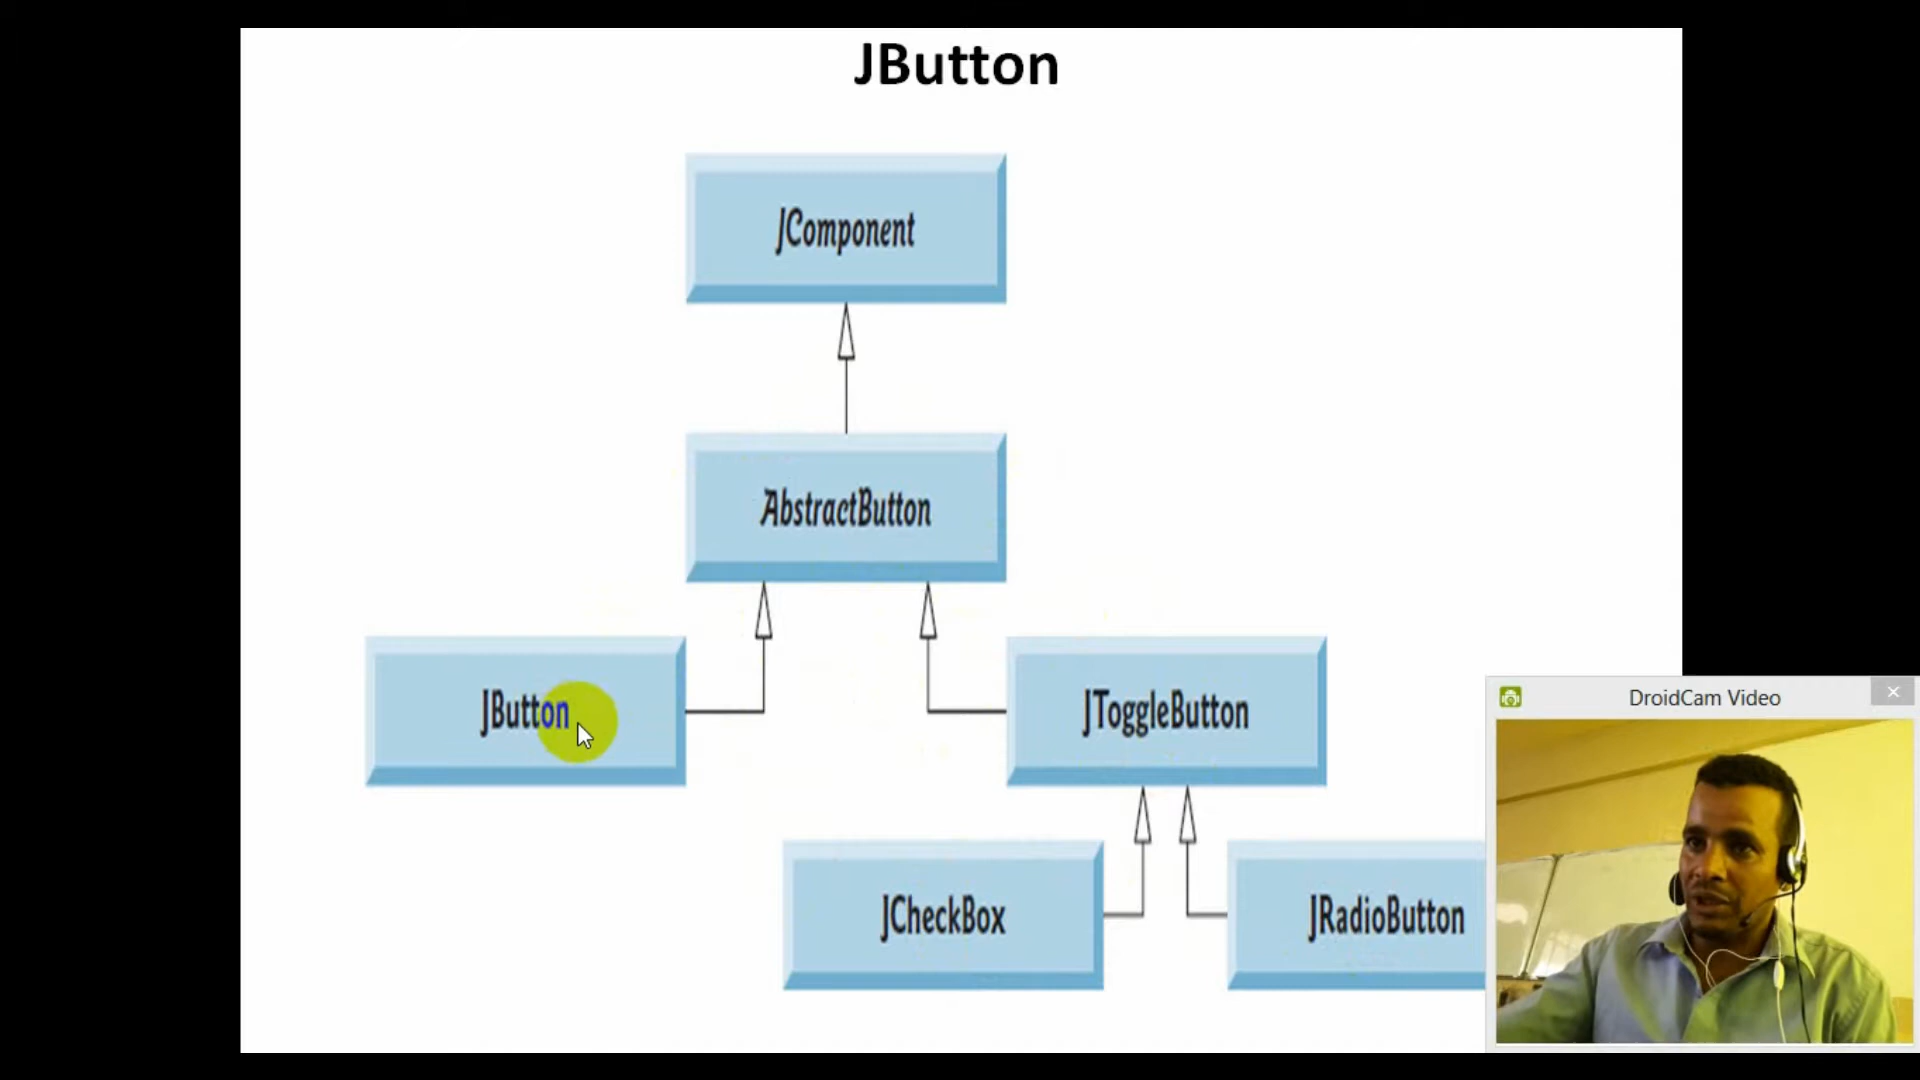 JButton
JComponent
AbstractButton
JButton
JToggleButton
DroidCam Video
JCheckBox
JRadioButton